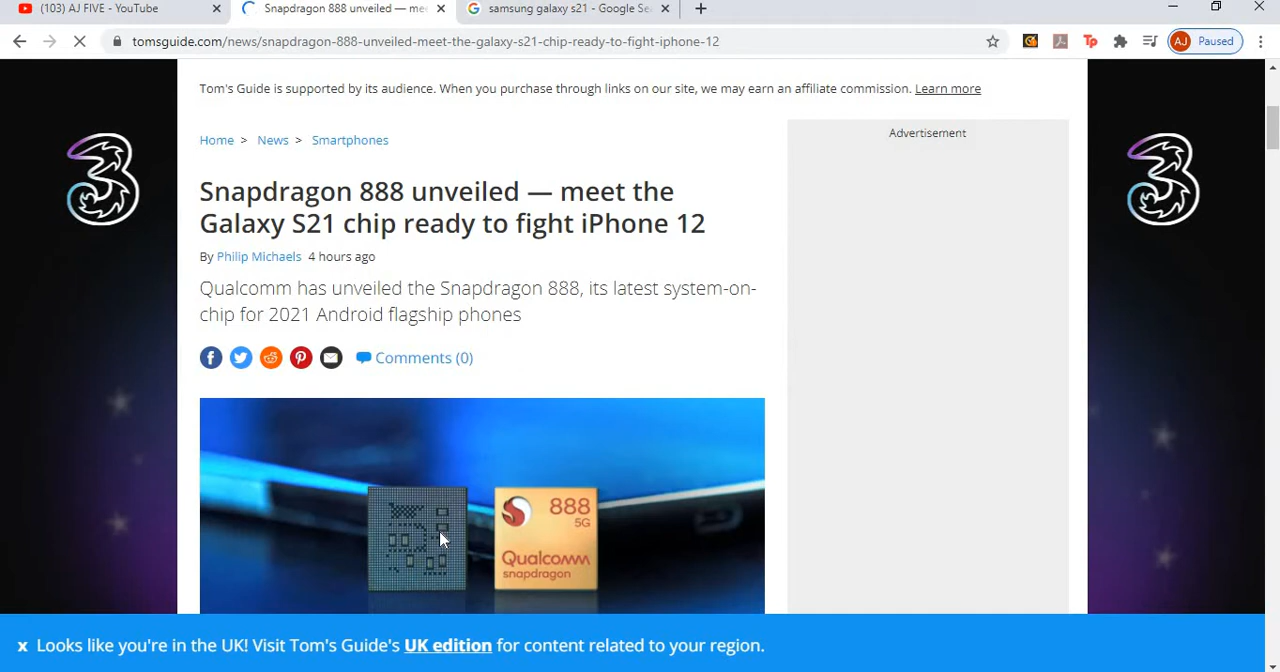 (103) AJ FIVE - YouTube
Snapdragon 888 unveiled — mee
samsung galaxy s21 - Google Se
tomsguide.com/news/snapdragon-888-unveiled-meet-the-galaxy-s21-chip-ready-to-fight-iphone-12
Tp
AJ Paused
Tom's Guide is supported by its audience. When you purchase through links on our site, we may earn an affiliate commission. Learn more
Home > News > Smartphones
Advertisement
Snapdragon 888 unveiled — meet the
Galaxy S21 chip ready to fight iPhone 12
By Philip Michaels 4 hours ago
Qualcomm has unveiled the Snapdragon 888, its latest system-on-
chip for 2021 Android flagship phones
Comments (0)
888
5G
Qualcomm
snapdragon
x Looks like you're in the UK! Visit Tom's Guide's UK edition for content related to your region.